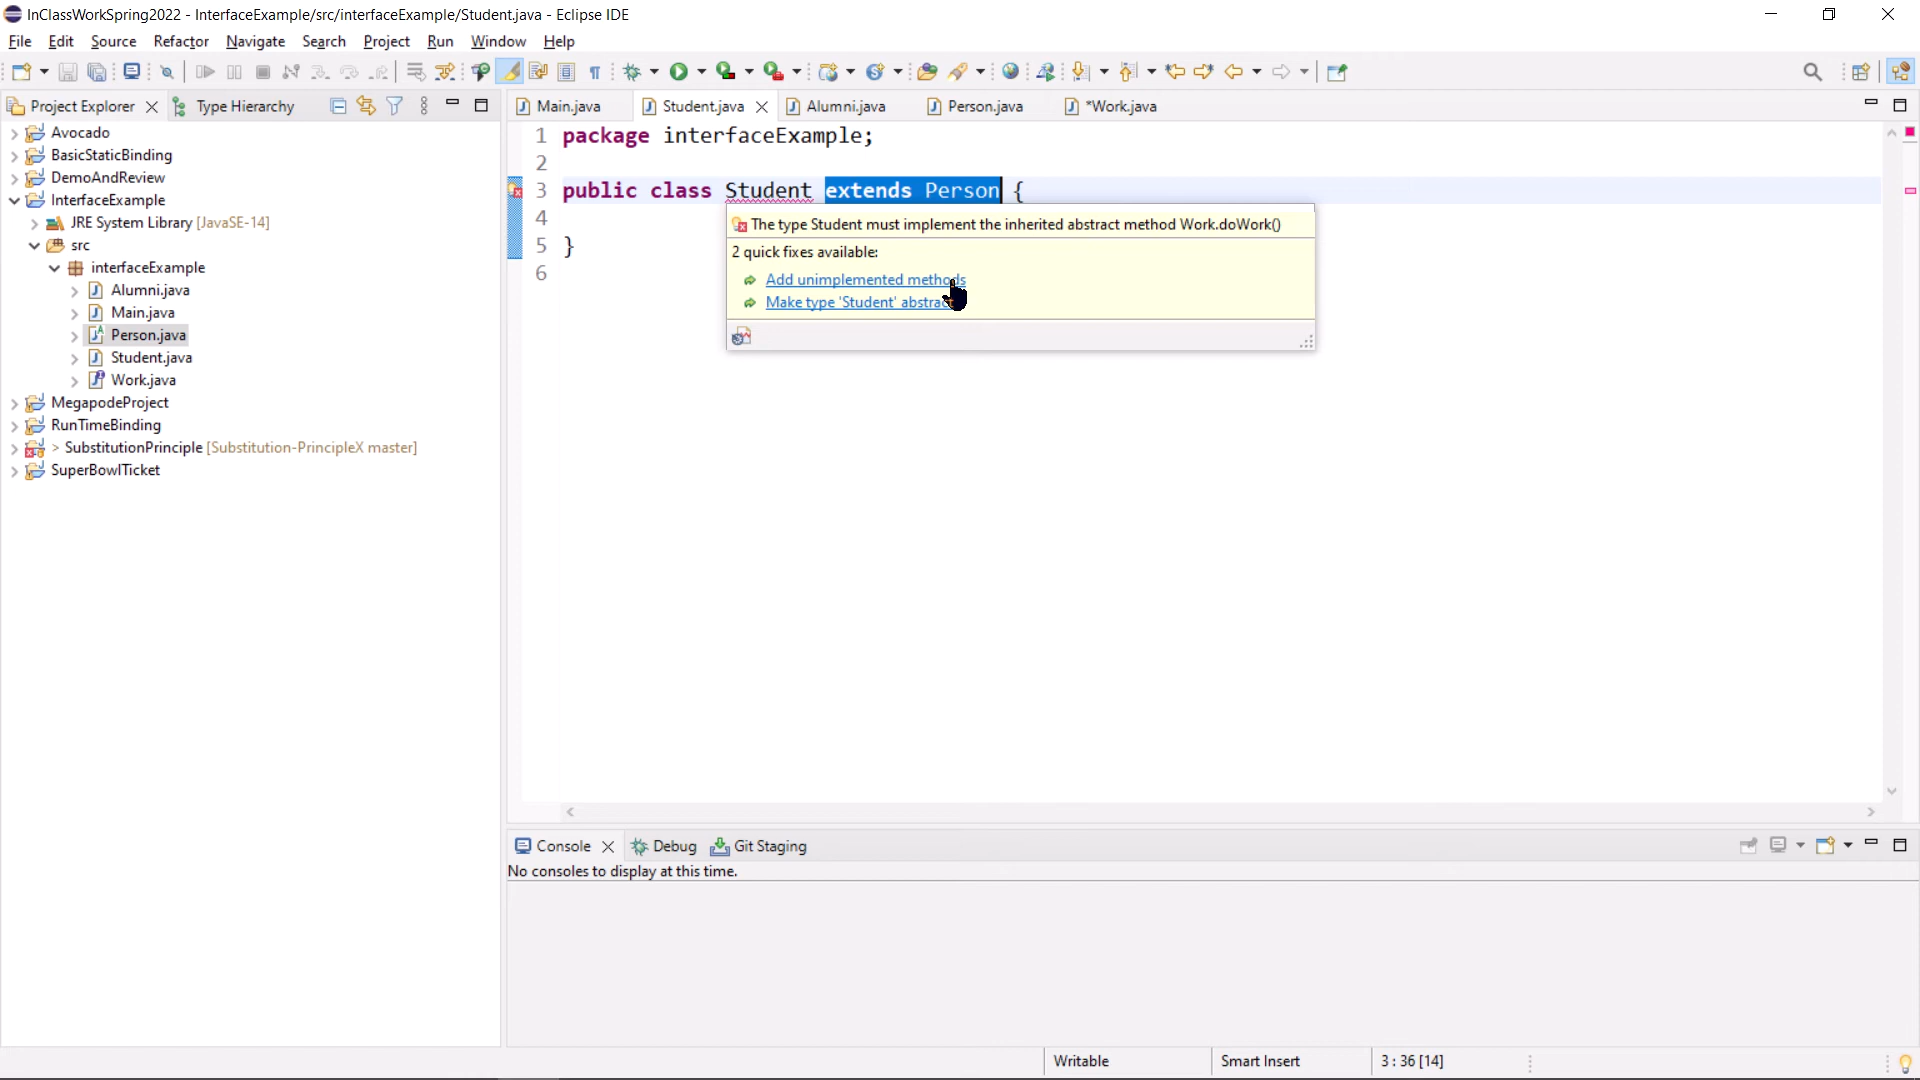 InClassWorkSpring2022 - InterfaceExample/src/interfaceExample/Student.java - Eclipse IDE
File Edit Source Refactor Navigate Search Project Run Window Help
Project Explorer Type Hierarchy
Main.java Student.java Alumni.java Person.java *Work.java
Avocado
BasicStaticBinding
DemoAndReview
InterfaceExample
JRE System Library [JavaSE-14]
src
interfaceExample
Alumni.java
Main.java
Person.java
Student.java
Work.java
MegapodeProject
RunTimeBinding
> SubstitutionPrinciple [Substitution-PrincipleX master]
SuperBowlTicket
1 package interfaceExample;
2
3 public class Student extends Person {
4
5 }
6
The type Student must implement the inherited abstract method Work.doWork()
2 quick fixes available:
Add unimplemented methods
Make type 'Student' abstract
Console Debug Git Staging
No consoles to display at this time.
Writable Smart Insert 3 : 36 [14]